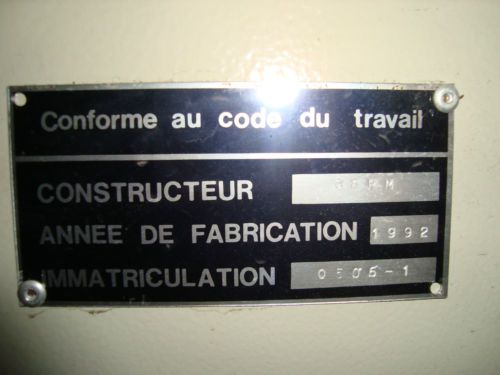 Conforme au code du travail
CONSTRUCTEUR
ANNEE DE FABRICATION 1992
IMMATRICULATION 0505-1